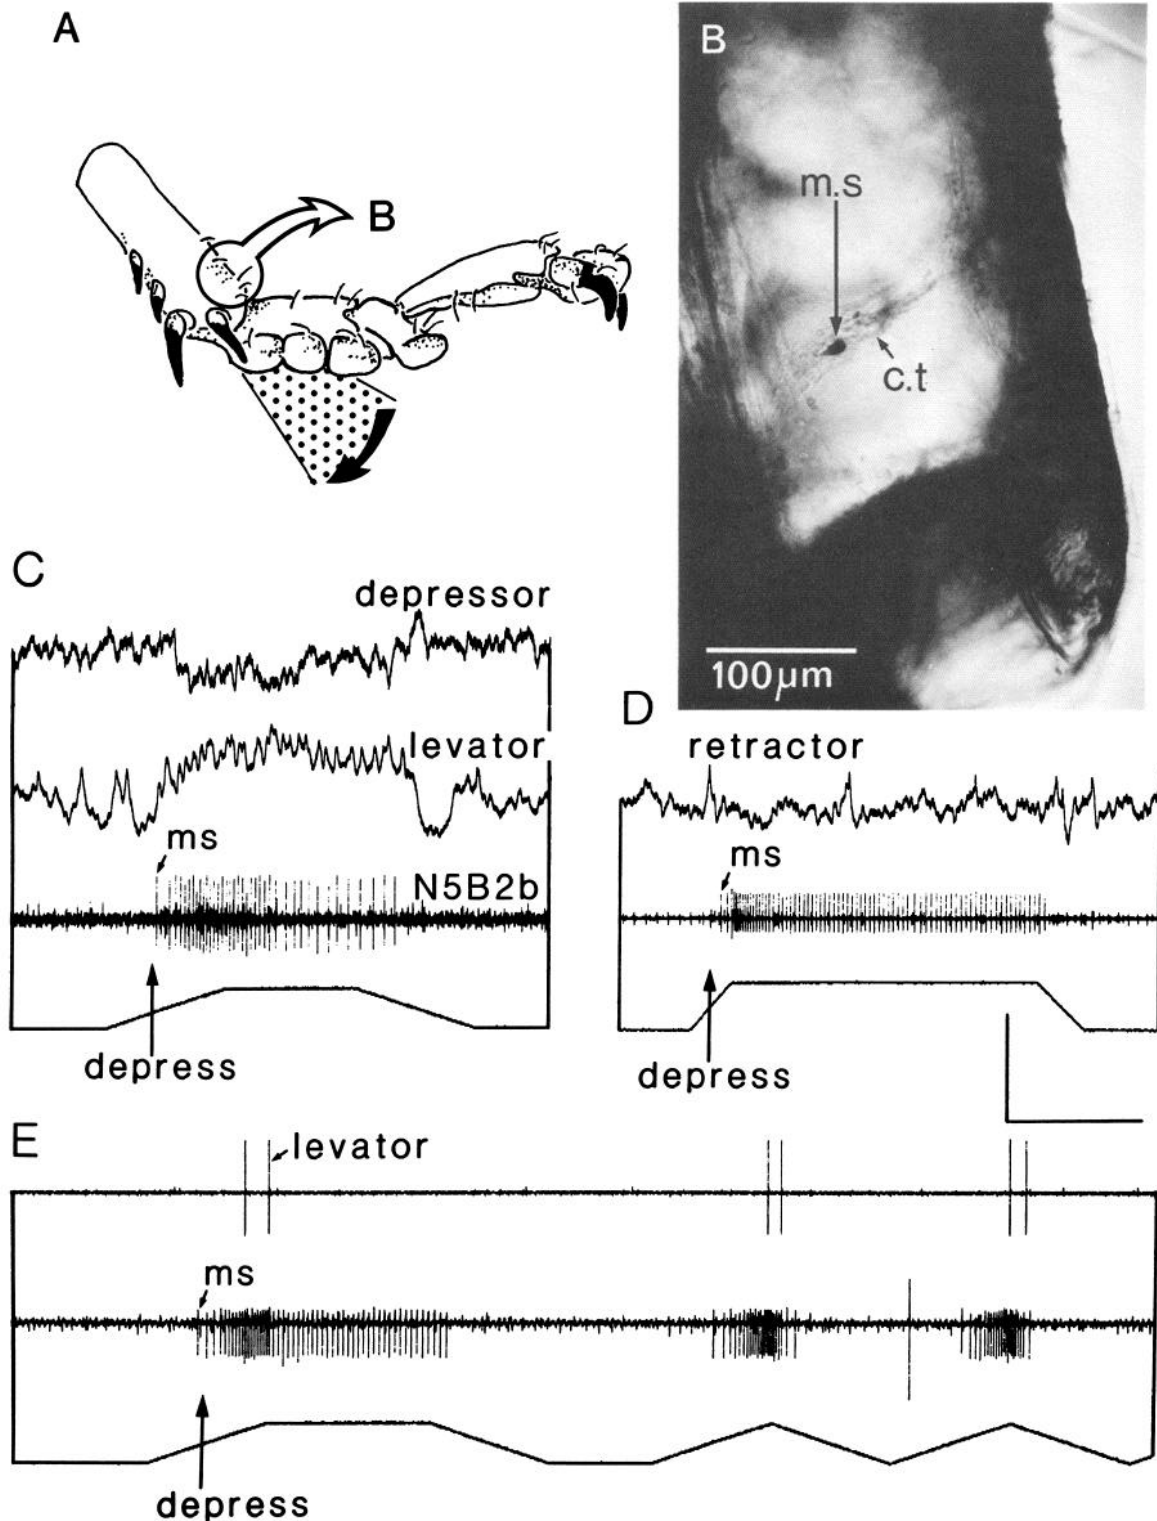 A
B
B
m.s
c.t
100µm
C
depressor
levator
ms
N5B2b
depress
D
retractor
ms
depress
E
levator
ms
depress